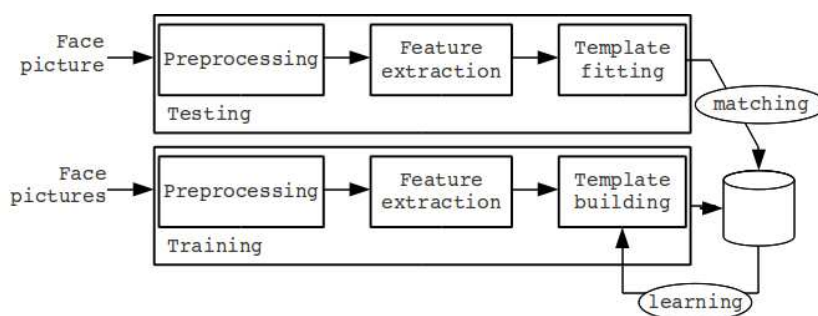 Face
picture
Preprocessing
Feature
extraction
Template
fitting
Testing
matching
Face
pictures
Preprocessing
Feature
extraction
Template
building
Training
learning